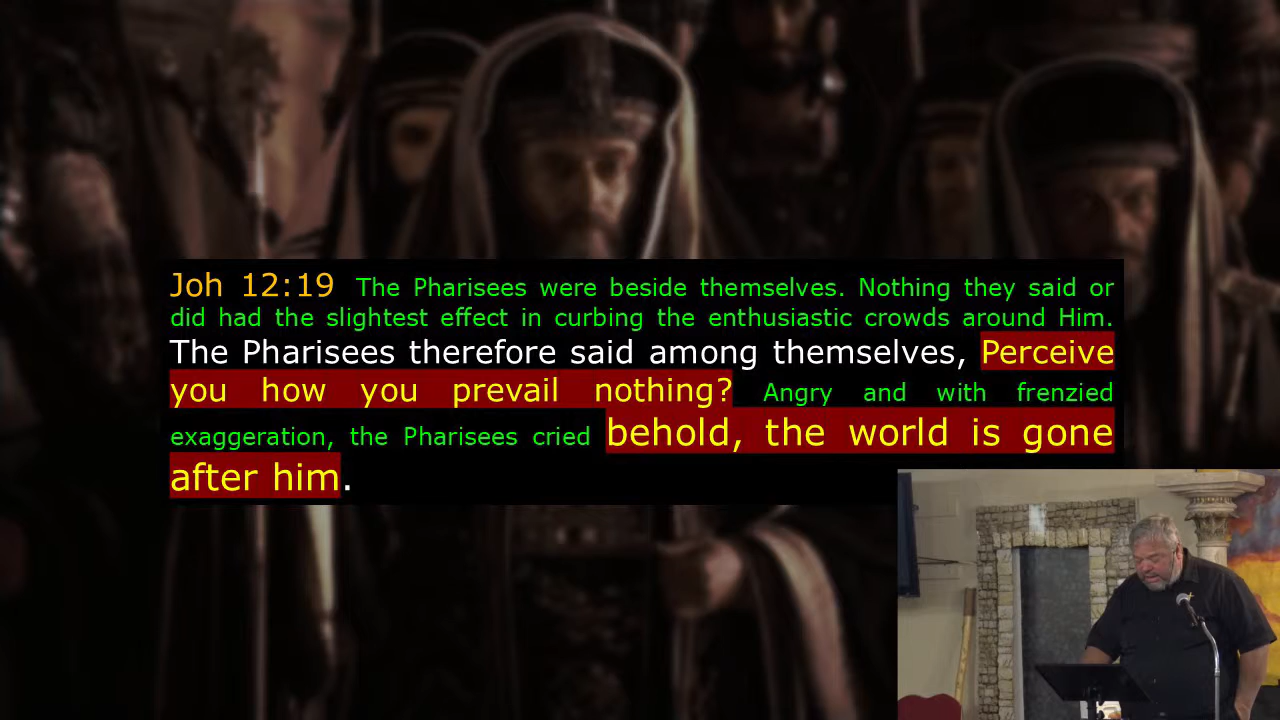 Joh 12:19 The Pharisees were beside themselves. Nothing they said or
did had the slightest effect in curbing the enthusiastic crowds around Him.
The Pharisees therefore said among themselves, Perceive
you how you prevail nothing? Angry and with frenzied
exaggeration, the Pharisees cried behold, the world is gone
after him.